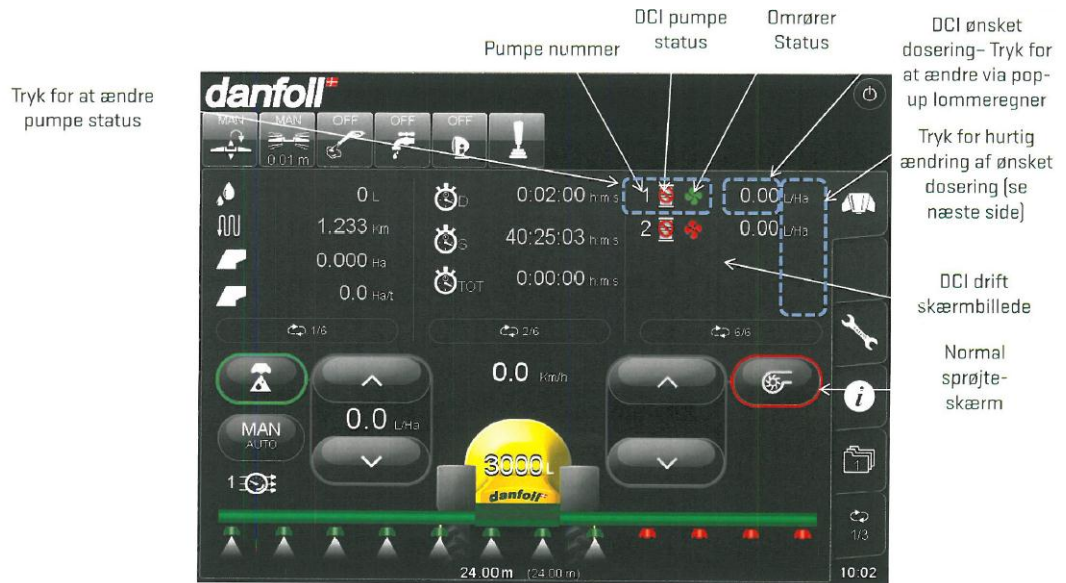 DCI pumpe
status
Omrører
Status
DCI ønsket
dosering– Tryk for
at ændre via pop-
up lommeregner
Pumpe nummer
Tryk for at ændre
pumpe status
Tryk for hurtig
ændring af ønsket
dosering (se
næste side)
DCI drift
skærmbillede
Normal
sprøjte-
skærm
danfoil
MAN
MAN
0.01 m
OFF
OFF
OFF
0 L
1.233 Km
0.000 Ha
0.0 Ha/t
D 0:02:00 h:m:s
S 40:25:03 h:m:s
TOT 0:00:00 h:m:s
1 0.00 L/Ha
2 0.00 L/Ha
1/6
2/6
6/6
0.0 L/Ha
MAN
AUTO
1
0.0 Km/h
3000 L
danfoil
i
1
1/3
24.00m (24.00 m)
10:02